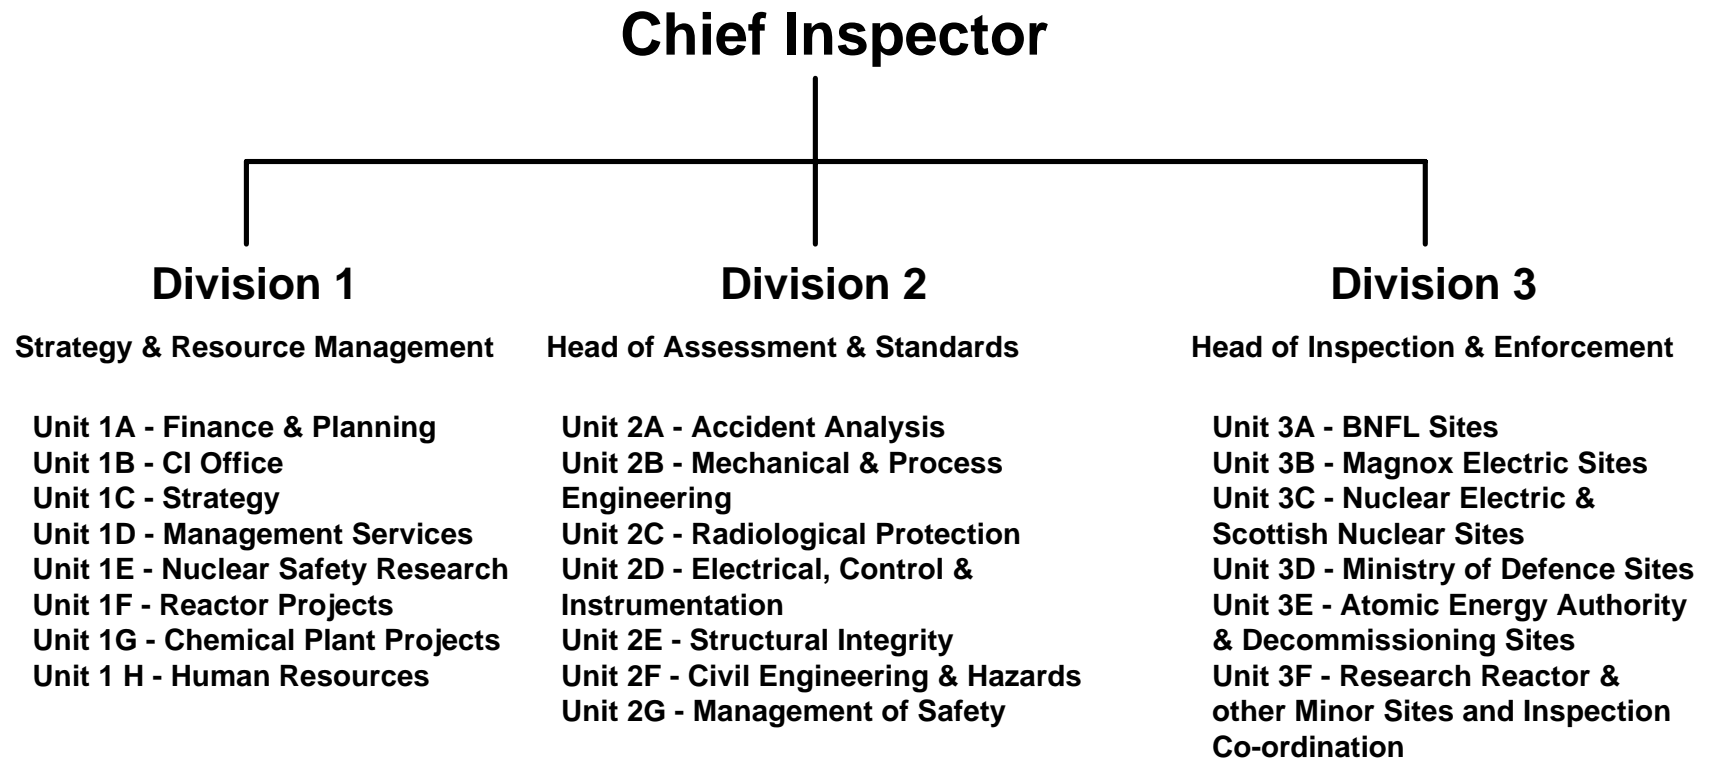 Chief Inspector
Division 1
Strategy & Resource Management
Unit 1A - Finance & Planning
Unit 1B - CI Office
Unit 1C - Strategy
Unit 1D - Management Services
Unit 1E - Nuclear Safety Research
Unit 1F - Reactor Projects
Unit 1G - Chemical Plant Projects
Unit 1 H - Human Resources
Division 2
Head of Assessment & Standards
Unit 2A - Accident Analysis
Unit 2B - Mechanical & Process
Engineering
Unit 2C - Radiological Protection
Unit 2D - Electrical, Control &
Instrumentation
Unit 2E - Structural Integrity
Unit 2F - Civil Engineering & Hazards
Unit 2G - Management of Safety
Division 3
Head of Inspection & Enforcement
Unit 3A - BNFL Sites
Unit 3B - Magnox Electric Sites
Unit 3C - Nuclear Electric &
Scottish Nuclear Sites
Unit 3D - Ministry of Defence Sites
Unit 3E - Atomic Energy Authority
& Decommissioning Sites
Unit 3F - Research Reactor &
other Minor Sites and Inspection
Co-ordination